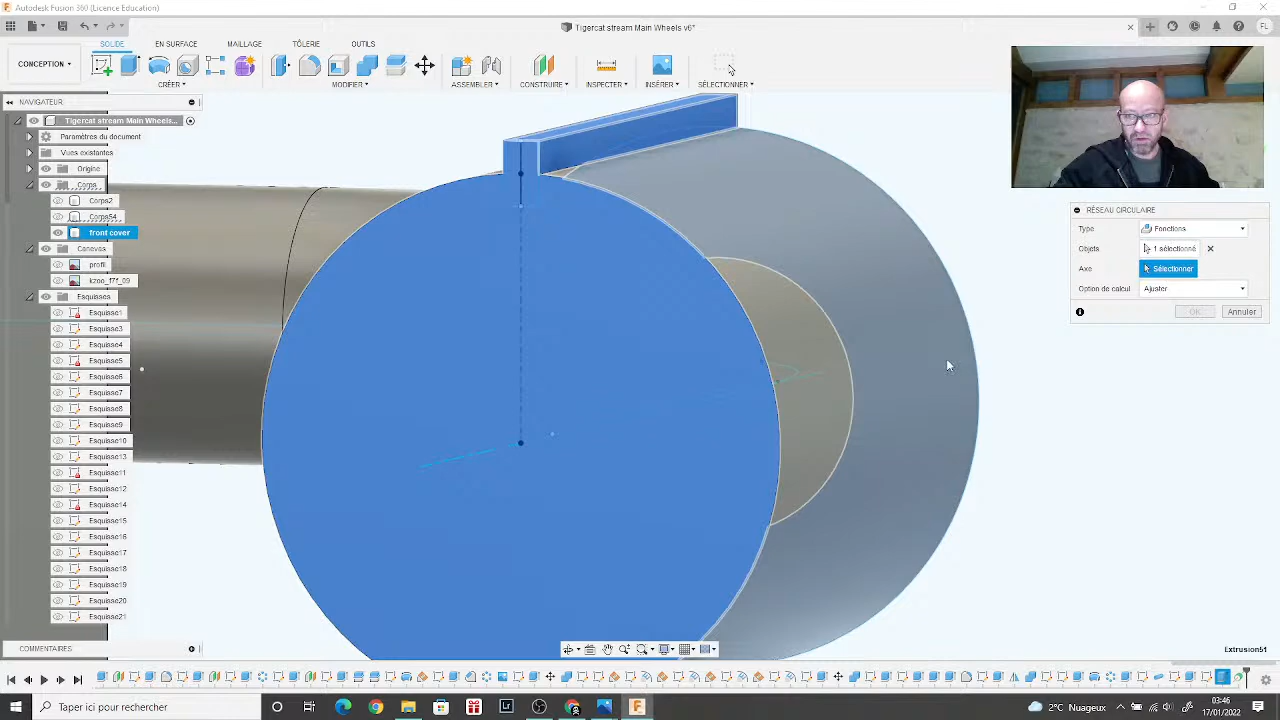 Autodesk Fusion 360 (Licence Education)
Tigercat stream Main Wheels v6*
FL
SOLIDE
EN SURFACE
MAILLAGE
TÔLERIE
OUTILS
CONCEPTION
CRÉER
MODIFIER
ASSEMBLER
CONSTRUIRE
INSPECTER
INSÉRER
SÉLECTIONNER
NAVIGATEUR
Tigercat stream Main Wheels...
Paramètres du document
Vues existantes
Origine
Corps
Corps2
Corps54
front cover
Canevas
profil
kzoo_f7f_09
Esquisses
Esquisse1
Esquisse3
Esquisse4
Esquisse5
Esquisse6
Esquisse7
Esquisse8
Esquisse9
Esquisse10
Esquisse13
Esquisse11
Esquisse12
Esquisse14
Esquisse15
Esquisse16
Esquisse17
Esquisse18
Esquisse19
Esquisse20
Esquisse21
RÉSEAU CIRCULAIRE
Type
Fonctions
Objets
1 sélectionné
Axe
Sélectionner
Option de calcul
Ajuster
OK
Annuler
COMMENTAIRES
Extrusion51
Taper ici pour rechercher
2°C Nuageux
03:46
17/01/2022